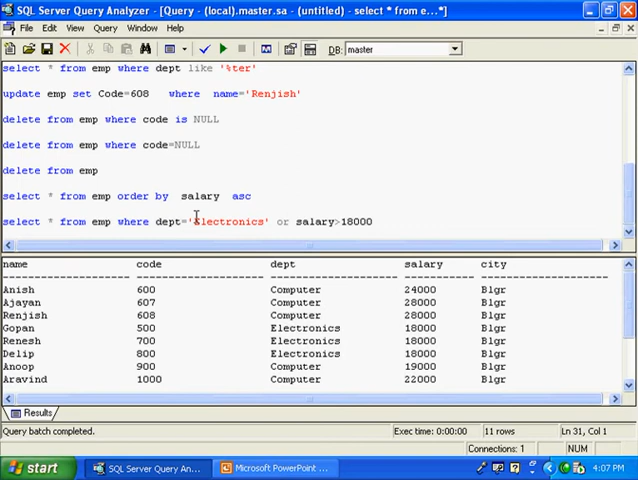 SQL Server Query Analyzer - [Query - (local).master.sa - (untitled) - select * from e...*]
File Edit View Query Window Help
DB: master
select * from emp where dept like '%ter'
update emp set Code=608 where name='Renjish'
delete from emp where code is NULL
delete from emp where code=NULL
delete from emp
select * from emp order by salary asc
select * from emp where dept='Electronics' or salary>18000
name code dept salary city
Anish 600 Computer 24000 Blgr
Ajayan 607 Computer 28000 Blgr
Renjish 608 Computer 28000 Blgr
Gopan 500 Electronics 18000 Blgr
Renesh 700 Electronics 18000 Blgr
Delip 800 Electronics 18000 Blgr
Anoop 900 Computer 19000 Blgr
Aravind 1000 Computer 22000 Blgr
Results
Query batch completed. Exec time: 0:00:00 11 rows Ln 31, Col 1
Connections: 1 NUM
start SQL Server Query An... Microsoft PowerPoint ... 4:07 PM